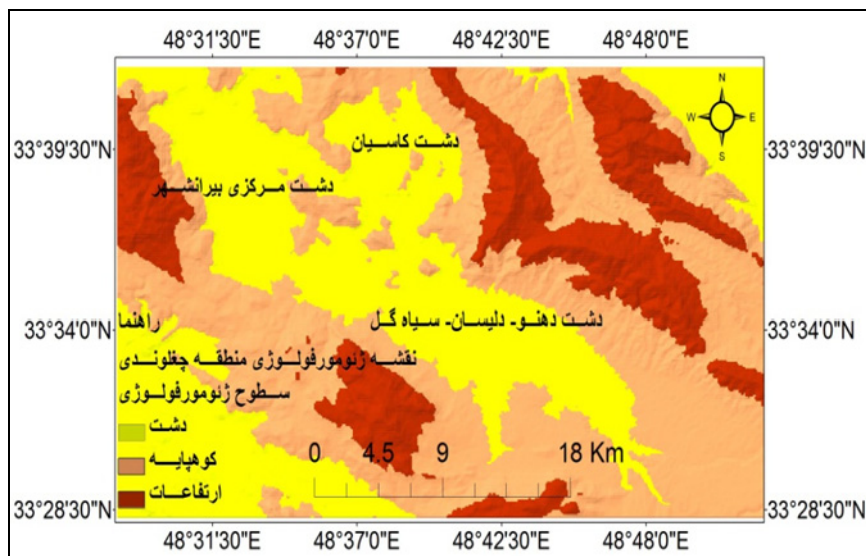 48°31'30"E 48°37'0"E 48°42'30"E 48°48'0"E
N
W E
S
33°39'30"N 33°39'30"N
دشت کاسیان
دشت مرکزی بیرانشهر
33°34'0"N 33°34'0"N
دشت دهنو- دلیسان- سیاه گل
راهنما
نقشه ژئومورفولوژی منطقه چغلوندی
سطوح ژئومورفولوژی
دشت
کوهپایه
ارتفاعات
0 4.5 9 18 Km
33°28'30"N 33°28'30"N
48°31'30"E 48°37'0"E 48°42'30"E 48°48'0"E